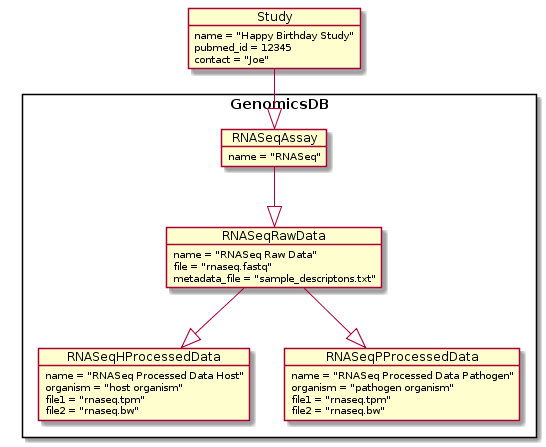 Study
name = "Happy Birthday Study"
pubmed_id = 12345
contact = "Joe"
GenomicsDB
RNASeqAssay
name = "RNASeq"
RNASeqRawData
name = "RNASeq Raw Data"
file = "rnaseq.fastq"
metadata_file = "sample_descriptons.txt"
RNASeqHProcessedData
name = "RNASeq Processed Data Host"
organism = "host organism"
file1 = "rnaseq.tpm"
file2 = "rnaseq.bw"
RNASeqPProcessedData
name = "RNASeq Processed Data Pathogen"
organism = "pathogen organism"
file1 = "rnaseq.tpm"
file2 = "rnaseq.bw"